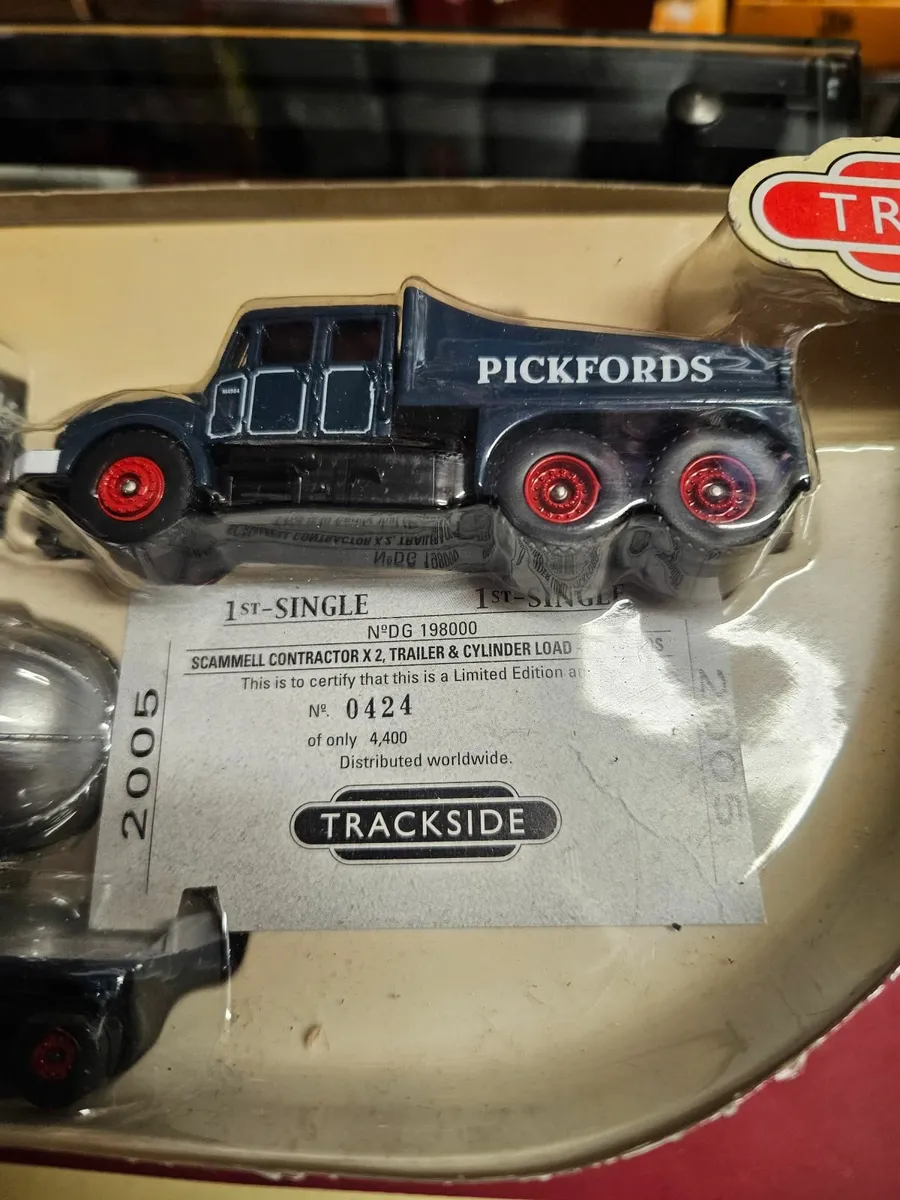 TR
PICKFORDS
1ST-SINGLE 1ST-SINGLE
NºDG 198000
SCAMMELL CONTRACTOR X 2, TRAILER & CYLINDER LOAD -
This is to certify that this is a Limited Edition
Nº. 0424
of only 4,400
Distributed worldwide.
TRACKSIDE
2005
2005